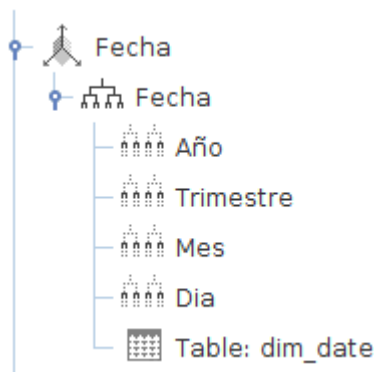 Fecha
Fecha
Año
Trimestre
Mes
Dia
Table: dim_date